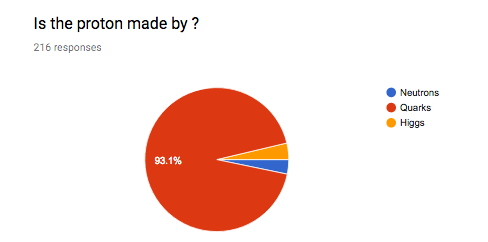 Is the proton made by ?
216 responses
Neutrons
Quarks
Higgs
93.1%